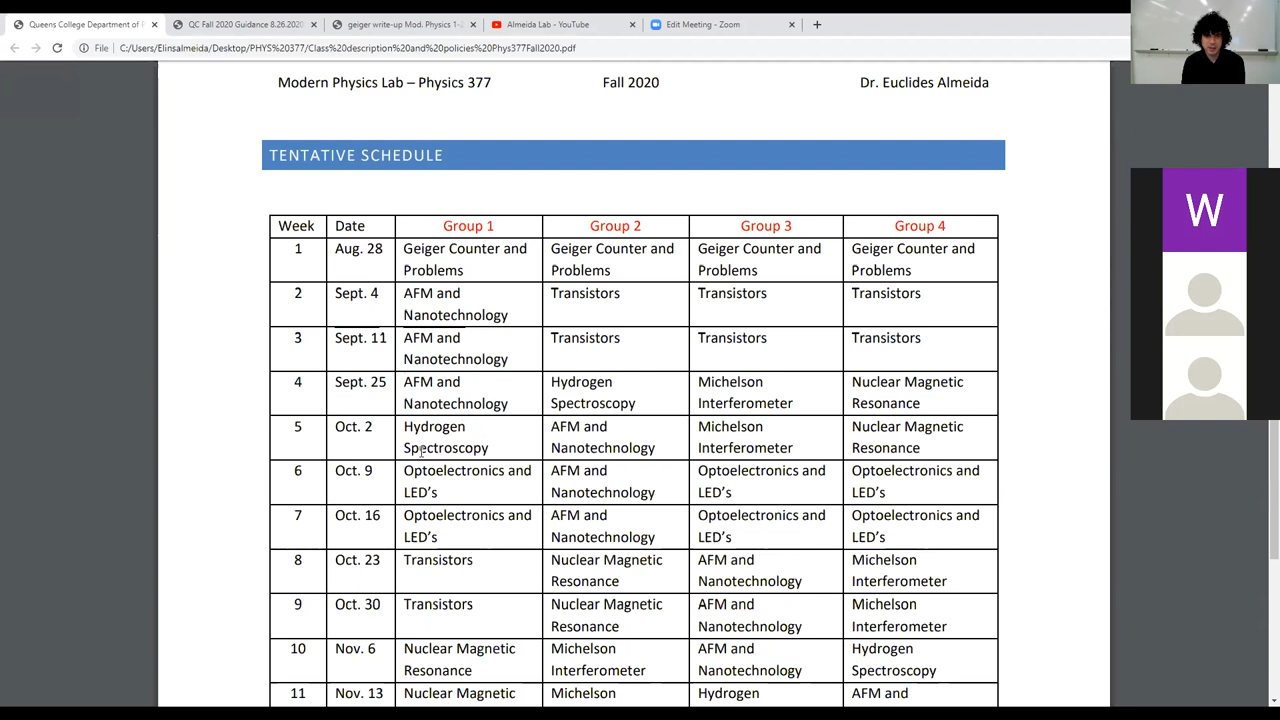 Queens College Department of P
QC Fall 2020 Guidance 8.26.2020
geiger write-up Mod. Physics 1-2
Almeida Lab - YouTube
Edit Meeting - Zoom
File
C:/Users/Elinsalmeida/Desktop/PHYS%20377/Class%20description%20and%20policies%20Phys377Fall2020.pdf
Modern Physics Lab – Physics 377 Fall 2020 Dr. Euclides Almeida
TENTATIVE SCHEDULE
Week Date Group 1 Group 2 Group 3 Group 4
1 Aug. 28 Geiger Counter and Geiger Counter and Geiger Counter and Geiger Counter and
Problems Problems Problems Problems
2 Sept. 4 AFM and Transistors Transistors Transistors
Nanotechnology
3 Sept. 11 AFM and Transistors Transistors Transistors
Nanotechnology
4 Sept. 25 AFM and Hydrogen Michelson Nuclear Magnetic
Nanotechnology Spectroscopy Interferometer Resonance
5 Oct. 2 Hydrogen AFM and Michelson Nuclear Magnetic
Spectroscopy Nanotechnology Interferometer Resonance
6 Oct. 9 Optoelectronics and AFM and Optoelectronics and Optoelectronics and
LED's Nanotechnology LED's LED's
7 Oct. 16 Optoelectronics and AFM and Optoelectronics and Optoelectronics and
LED's Nanotechnology LED's LED's
8 Oct. 23 Transistors Nuclear Magnetic AFM and Michelson
Resonance Nanotechnology Interferometer
9 Oct. 30 Transistors Nuclear Magnetic AFM and Michelson
Resonance Nanotechnology Interferometer
10 Nov. 6 Nuclear Magnetic Michelson AFM and Hydrogen
Resonance Interferometer Nanotechnology Spectroscopy
11 Nov. 13 Nuclear Magnetic Michelson Hydrogen AFM and
W